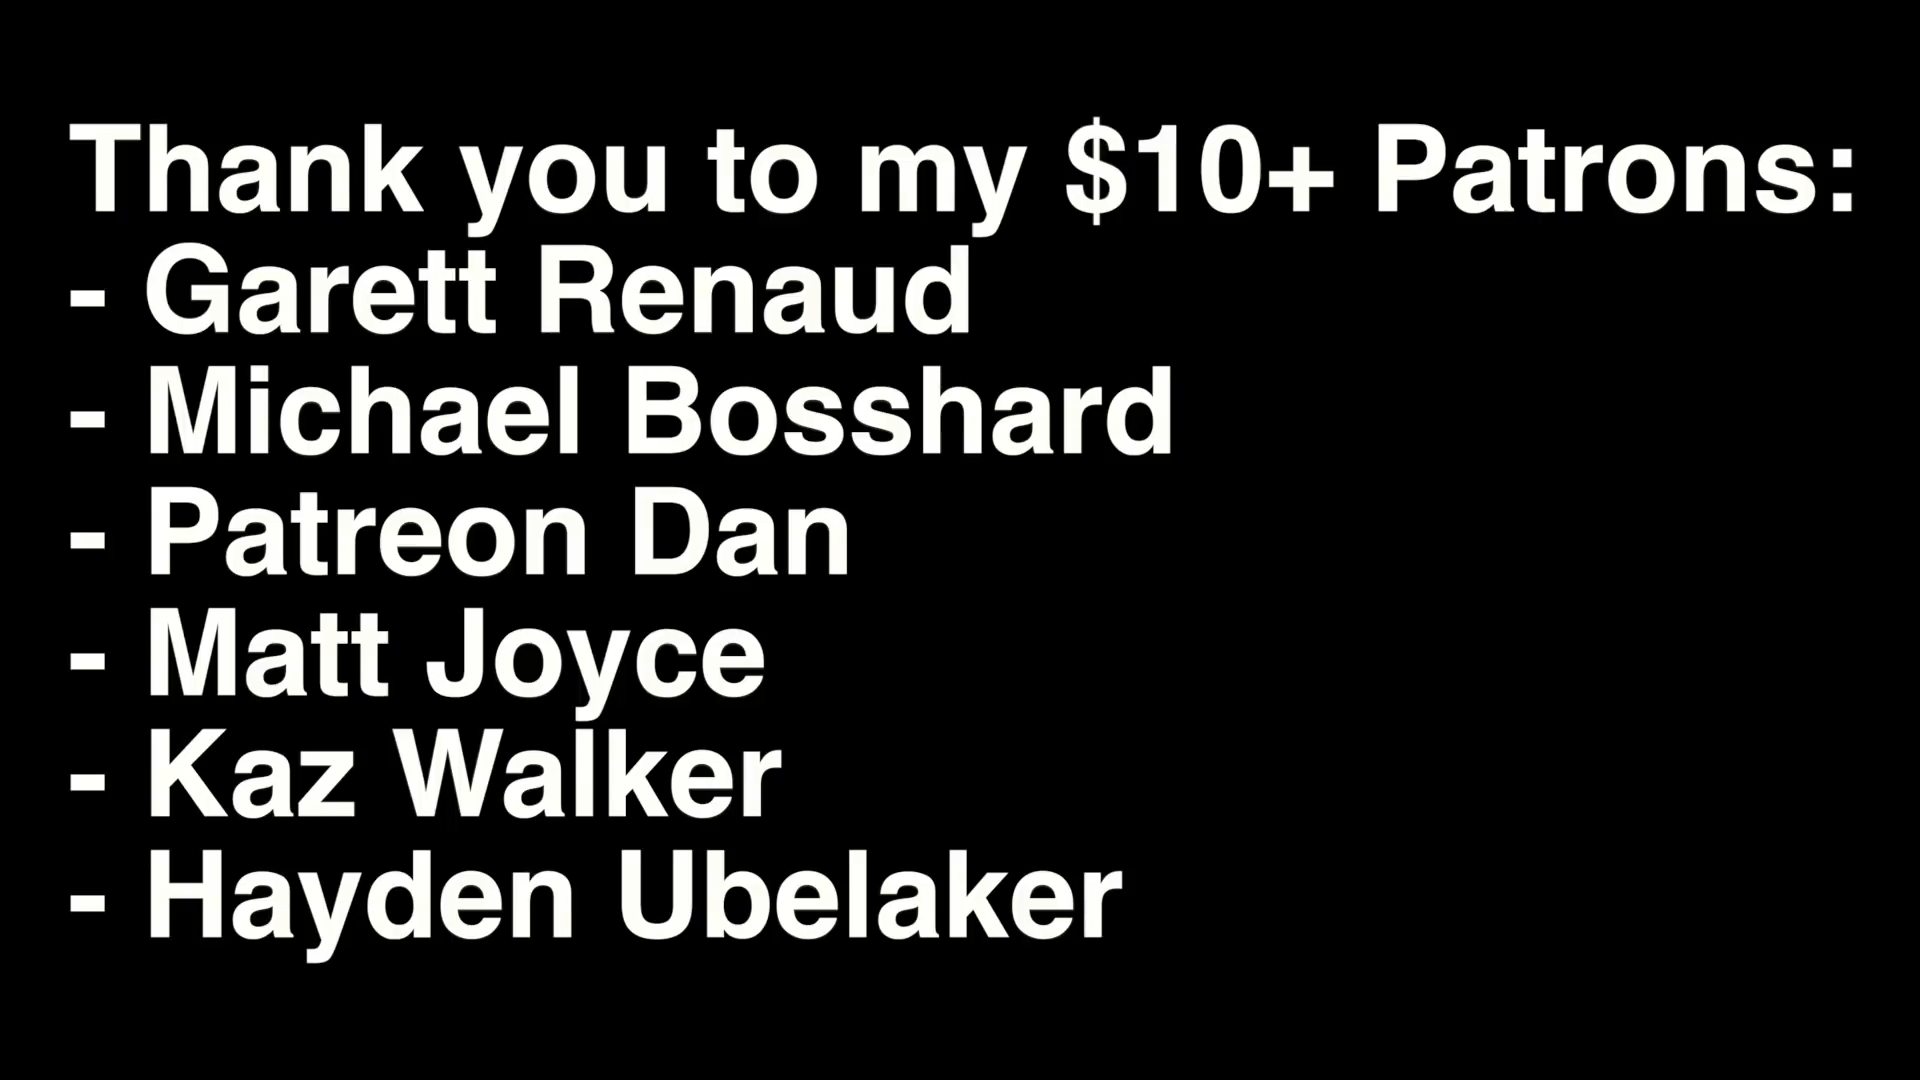 Thank you to my $10+ Patrons:
- Garett Renaud
- Michael Bosshard
- Patreon Dan
- Matt Joyce
- Kaz Walker
- Hayden Ubelaker